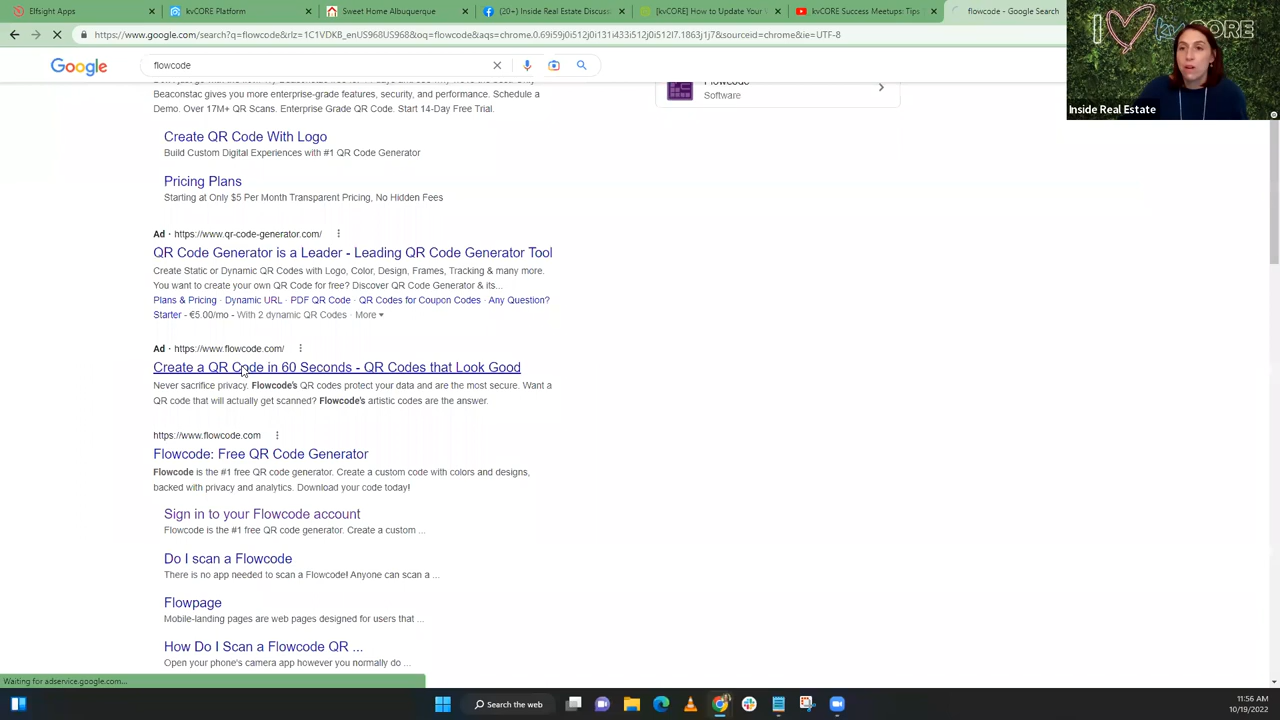 Elfsight Apps
kvCORE Platform
Sweet Home Albuquerque
(20+) Inside Real Estate Discuss
[kvCORE] How to Update Your
kvCORE Success Meetups: Tips
flowcode - Google Search
https://www.google.com/search?q=flowcode&rlz=1C1VDKB_enUS968US968&oq=flowcode&aqs=chrome.0.69i59j0i512j0i131i433i512j0i512l7.1863j1j7&sourceid=chrome&ie=UTF-8
I kvCORE
Inside Real Estate
Google
flowcode
Flowcode
Software
Beaconstac gives you more enterprise-grade features, security, and performance. Schedule a
Demo. Over 17M+ QR Scans. Enterprise Grade QR Code. Start 14-Day Free Trial.
Create QR Code With Logo
Build Custom Digital Experiences with #1 QR Code Generator
Pricing Plans
Starting at Only $5 Per Month Transparent Pricing, No Hidden Fees
Ad · https://www.qr-code-generator.com/
QR Code Generator is a Leader - Leading QR Code Generator Tool
Create Static or Dynamic QR Codes with Logo, Color, Design, Frames, Tracking & many more.
You want to create your own QR Code for free? Discover QR Code Generator & its...
Plans & Pricing · Dynamic URL · PDF QR Code · QR Codes for Coupon Codes · Any Question?
Starter - €5.00/mo - With 2 dynamic QR Codes · More
Ad · https://www.flowcode.com/
Create a QR Code in 60 Seconds - QR Codes that Look Good
Never sacrifice privacy. Flowcode's QR codes protect your data and are the most secure. Want a
QR code that will actually get scanned? Flowcode's artistic codes are the answer.
https://www.flowcode.com
Flowcode: Free QR Code Generator
Flowcode is the #1 free QR code generator. Create a custom code with colors and designs,
backed with privacy and analytics. Download your code today!
Sign in to your Flowcode account
Flowcode is the #1 free QR code generator. Create a custom ...
Do I scan a Flowcode
There is no app needed to scan a Flowcode! Anyone can scan a ...
Flowpage
Mobile-landing pages are web pages designed for users that ...
How Do I Scan a Flowcode QR ...
Open your phone's camera app however you normally do ...
Waiting for adservice.google.com...
Search the web
11:56 AM
10/19/2022